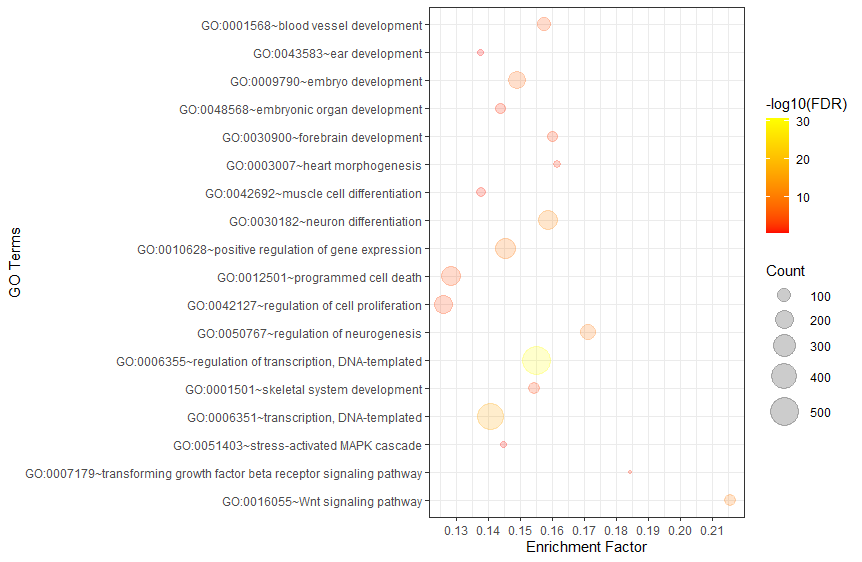 GO Terms
GO:0001568~blood vessel development
GO:0043583~ear development
GO:0009790~embryo development
GO:0048568~embryonic organ development
GO:0030900~forebrain development
GO:0003007~heart morphogenesis
GO:0042692~muscle cell differentiation
GO:0030182~neuron differentiation
GO:0010628~positive regulation of gene expression
GO:0012501~programmed cell death
GO:0042127~regulation of cell proliferation
GO:0050767~regulation of neurogenesis
GO:0006355~regulation of transcription, DNA-templated
GO:0001501~skeletal system development
GO:0006351~transcription, DNA-templated
GO:0051403~stress-activated MAPK cascade
GO:0007179~transforming growth factor beta receptor signaling pathway
GO:0016055~Wnt signaling pathway
0.13 0.14 0.15 0.16 0.17 0.18 0.19 0.20 0.21
Enrichment Factor
-log10(FDR)
30
20
10
Count
100
200
300
400
500